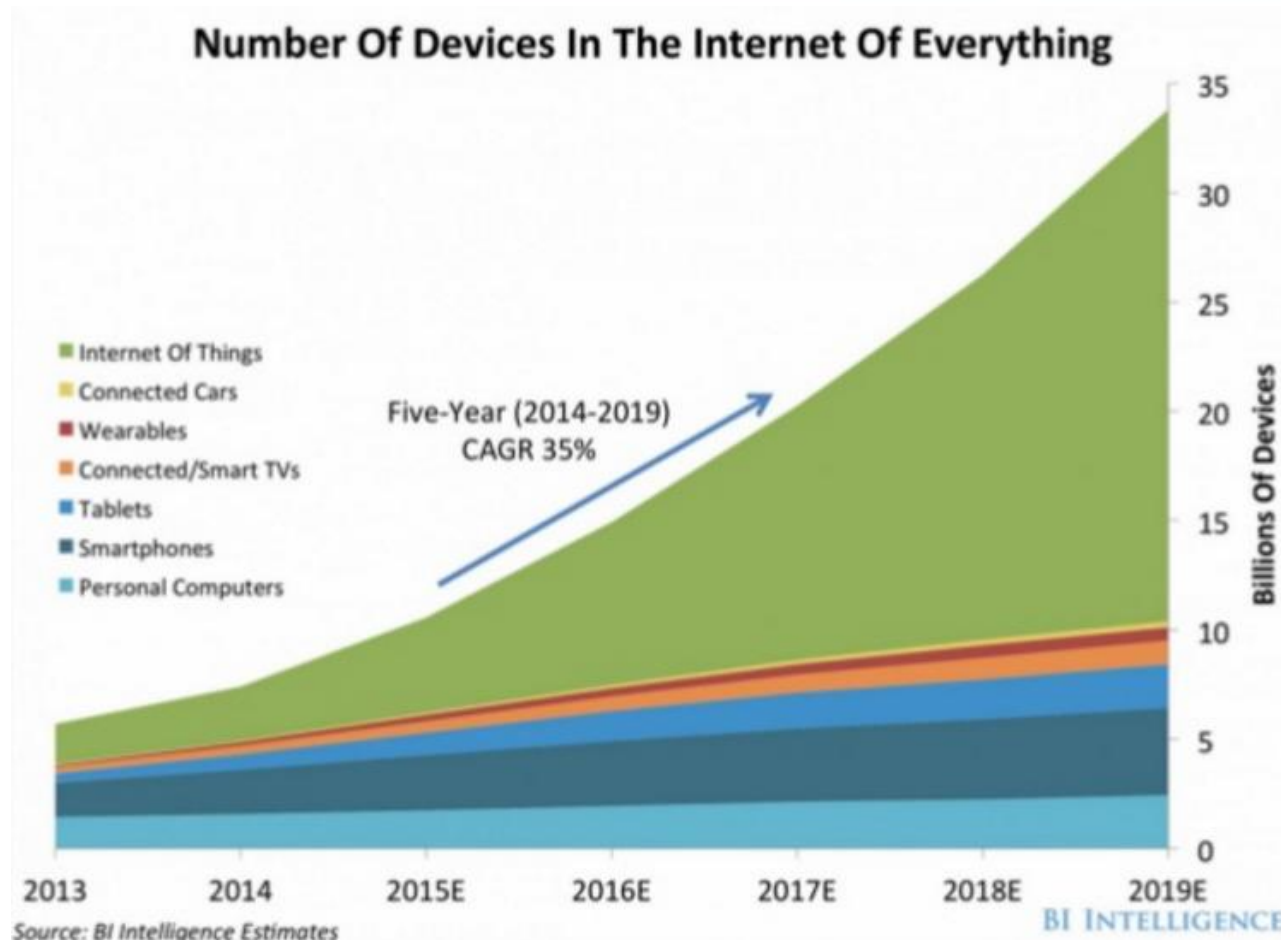 Number Of Devices In The Internet Of Everything
35
30
25
20
15
10
5
0
Billions Of Devices
Internet Of Things
Connected Cars
Wearables
Connected/Smart TVs
Tablets
Smartphones
Personal Computers
Five-Year (2014-2019)
CAGR 35%
2013 2014 2015E 2016E 2017E 2018E 2019E
Source: BI Intelligence Estimates
BI INTELLIGENCE